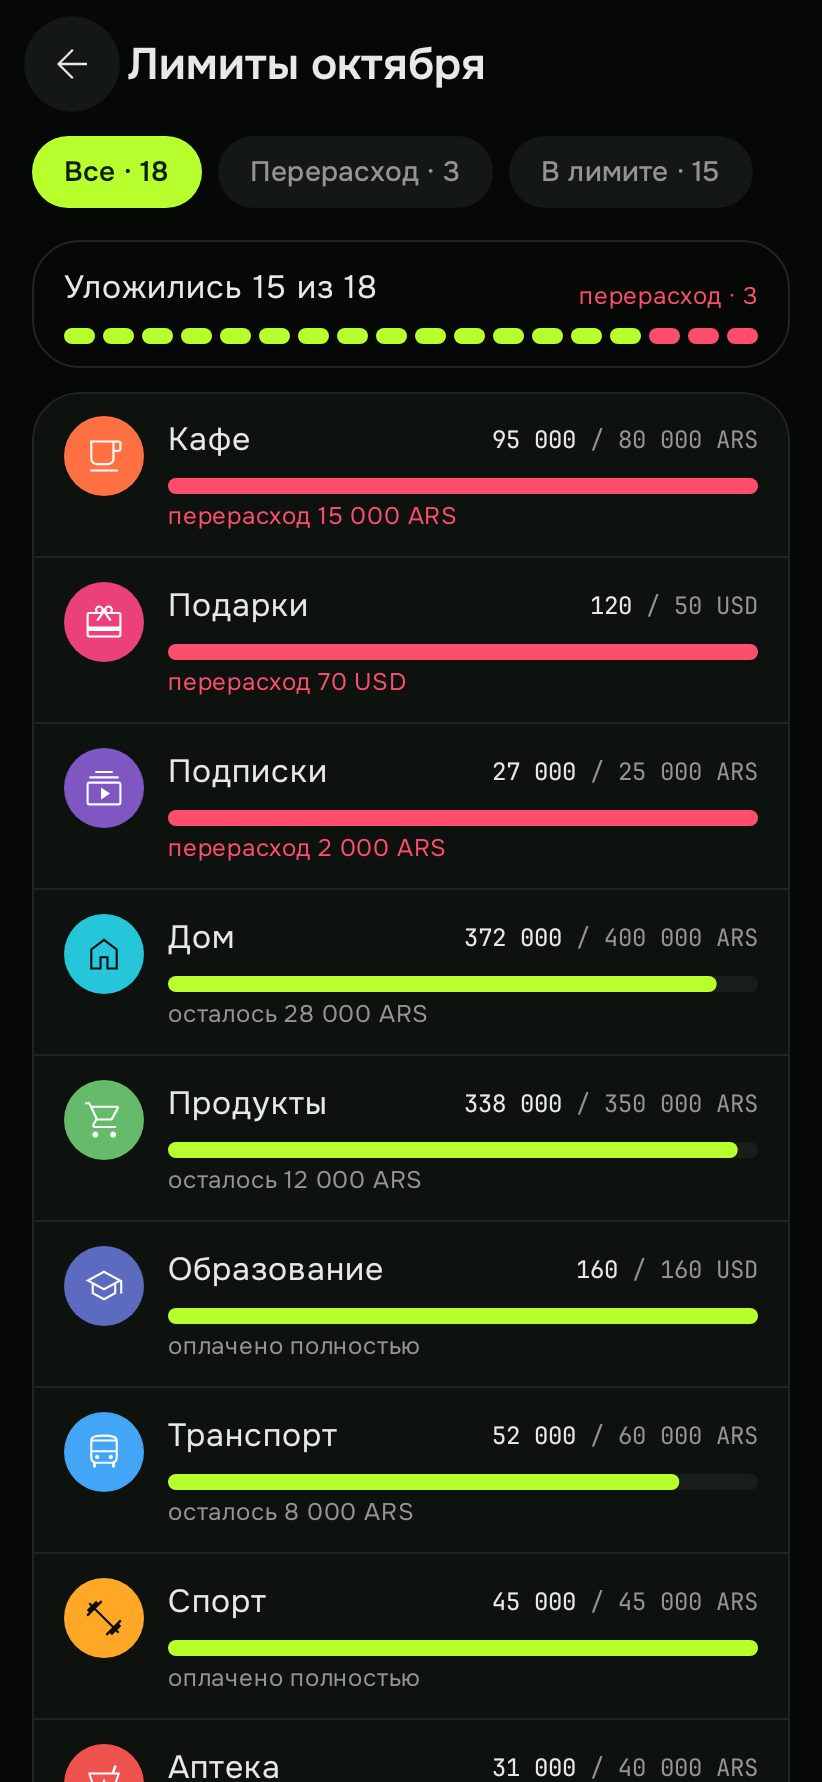 Лимиты октября
Все · 18 Перерасход · 3 В лимите · 15
Уложились 15 из 18 перерасход · 3
Кафе 95 000 / 80 000 ARS
перерасход 15 000 ARS
Подарки 120 / 50 USD
перерасход 70 USD
Подписки 27 000 / 25 000 ARS
перерасход 2 000 ARS
Дом 372 000 / 400 000 ARS
осталось 28 000 ARS
Продукты 338 000 / 350 000 ARS
осталось 12 000 ARS
Образование 160 / 160 USD
оплачено полностью
Транспорт 52 000 / 60 000 ARS
осталось 8 000 ARS
Спорт 45 000 / 45 000 ARS
оплачено полностью
Аптека 31 000 / 40 000 ARS